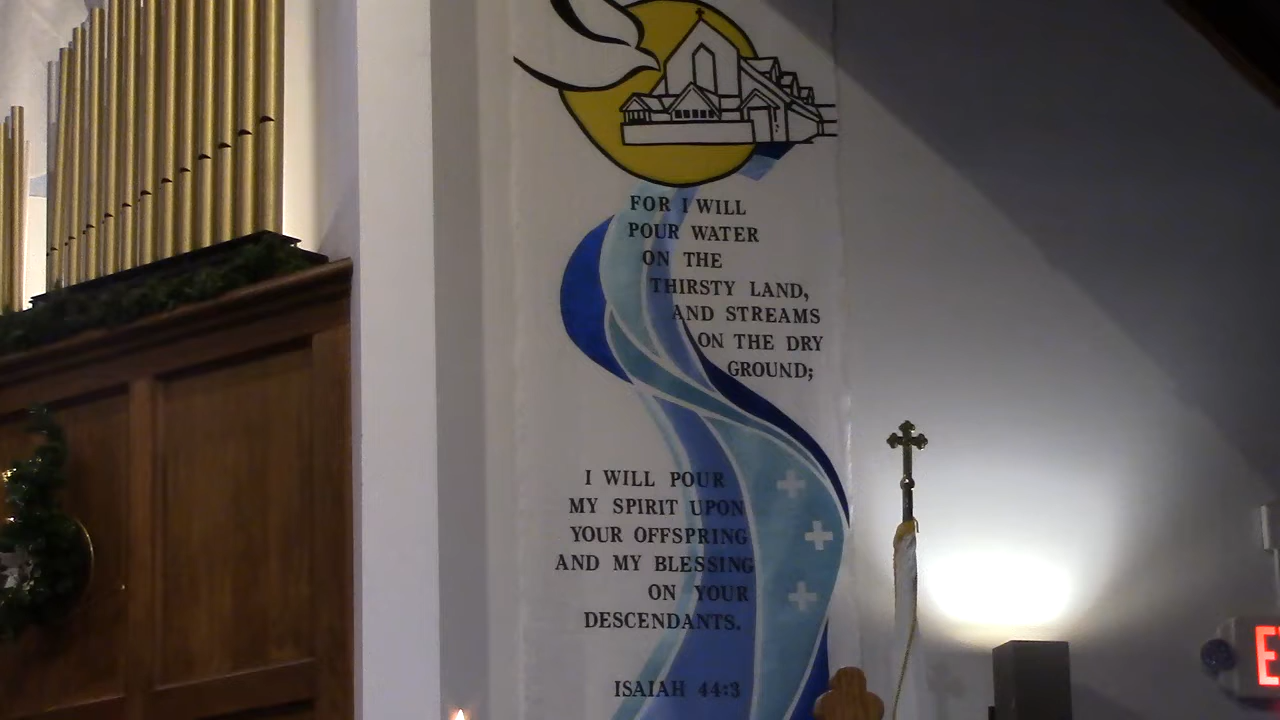 FOR I WILL
POUR WATER
ON THE
THIRSTY LAND,
AND STREAMS
ON THE DRY
GROUND;
I WILL POUR
MY SPIRIT UPON
YOUR OFFSPRING
AND MY BLESSING
ON YOUR
DESCENDANTS.
ISAIAH 44:3
E